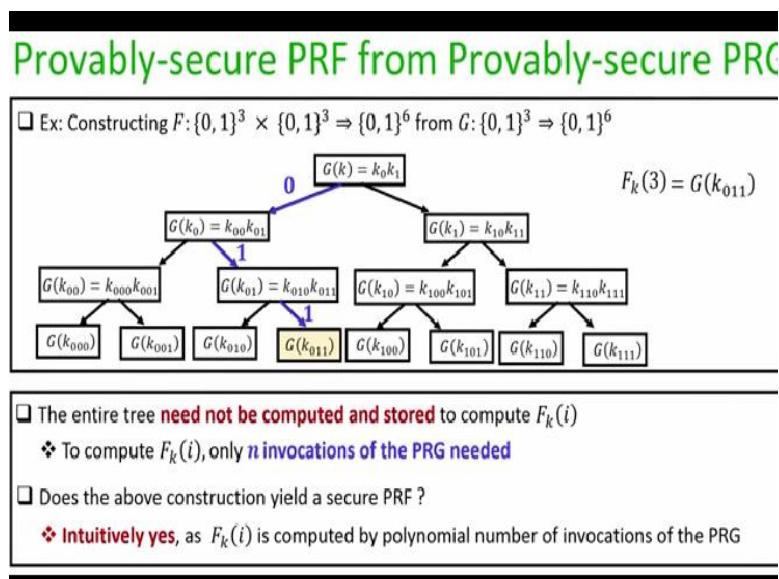 Provably-secure PRF from Provably-secure PRG
❑ Ex: Constructing F: {0,1}³ × {0,1}³ ⇒ {0,1}⁶ from G: {0,1}³ ⇒ {0,1}⁶
G(k) = k₀k₁
F_k(3) = G(k₀₁₁)
0
G(k₀) = k₀₀k₀₁
G(k₁) = k₁₀k₁₁
1
G(k₀₀) = k₀₀₀k₀₀₁
G(k₀₁) = k₀₁₀k₀₁₁
G(k₁₀) = k₁₀₀k₁₀₁
G(k₁₁) = k₁₁₀k₁₁₁
1
G(k₀₀₀)
G(k₀₀₁)
G(k₀₁₀)
G(k₀₁₁)
G(k₁₀₀)
G(k₁₀₁)
G(k₁₁₀)
G(k₁₁₁)
❑ The entire tree need not be computed and stored to compute F_k(i)
❖ To compute F_k(i), only n invocations of the PRG needed
❑ Does the above construction yield a secure PRF ?
❖ Intuitively yes, as F_k(i) is computed by polynomial number of invocations of the PRG